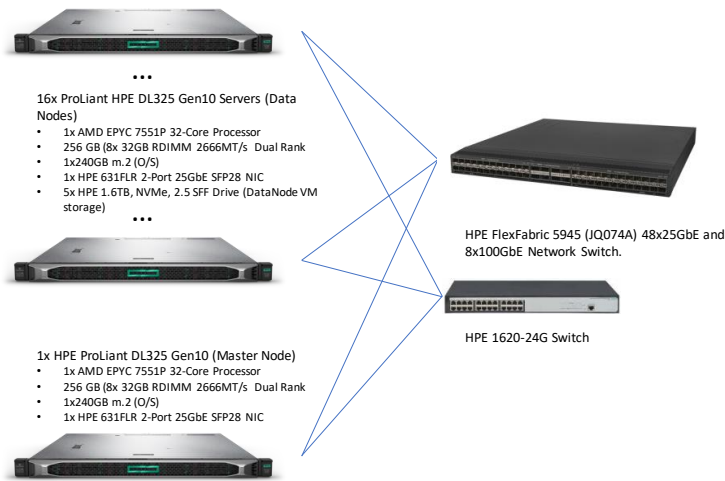 ...
16x ProLiant HPE DL325 Gen10 Servers (Data
Nodes)
• 1x AMD EPYC 7551P 32-Core Processor
• 256 GB (8x 32GB RDIMM 2666MT/s Dual Rank
• 1x240GB m.2 (O/S)
• 1x HPE 631FLR 2-Port 25GbE SFP28 NIC
• 5x HPE 1.6TB, NVMe, 2.5 SFF Drive (DataNode VM
storage)
...
HPE FlexFabric 5945 (JQ074A) 48x25GbE and
8x100GbE Network Switch.
HPE 1620-24G Switch
1x HPE ProLiant DL325 Gen10 (Master Node)
• 1x AMD EPYC 7551P 32-Core Processor
• 256 GB (8x 32GB RDIMM 2666MT/s Dual Rank
• 1x240GB m.2 (O/S)
• 1x HPE 631FLR 2-Port 25GbE SFP28 NIC